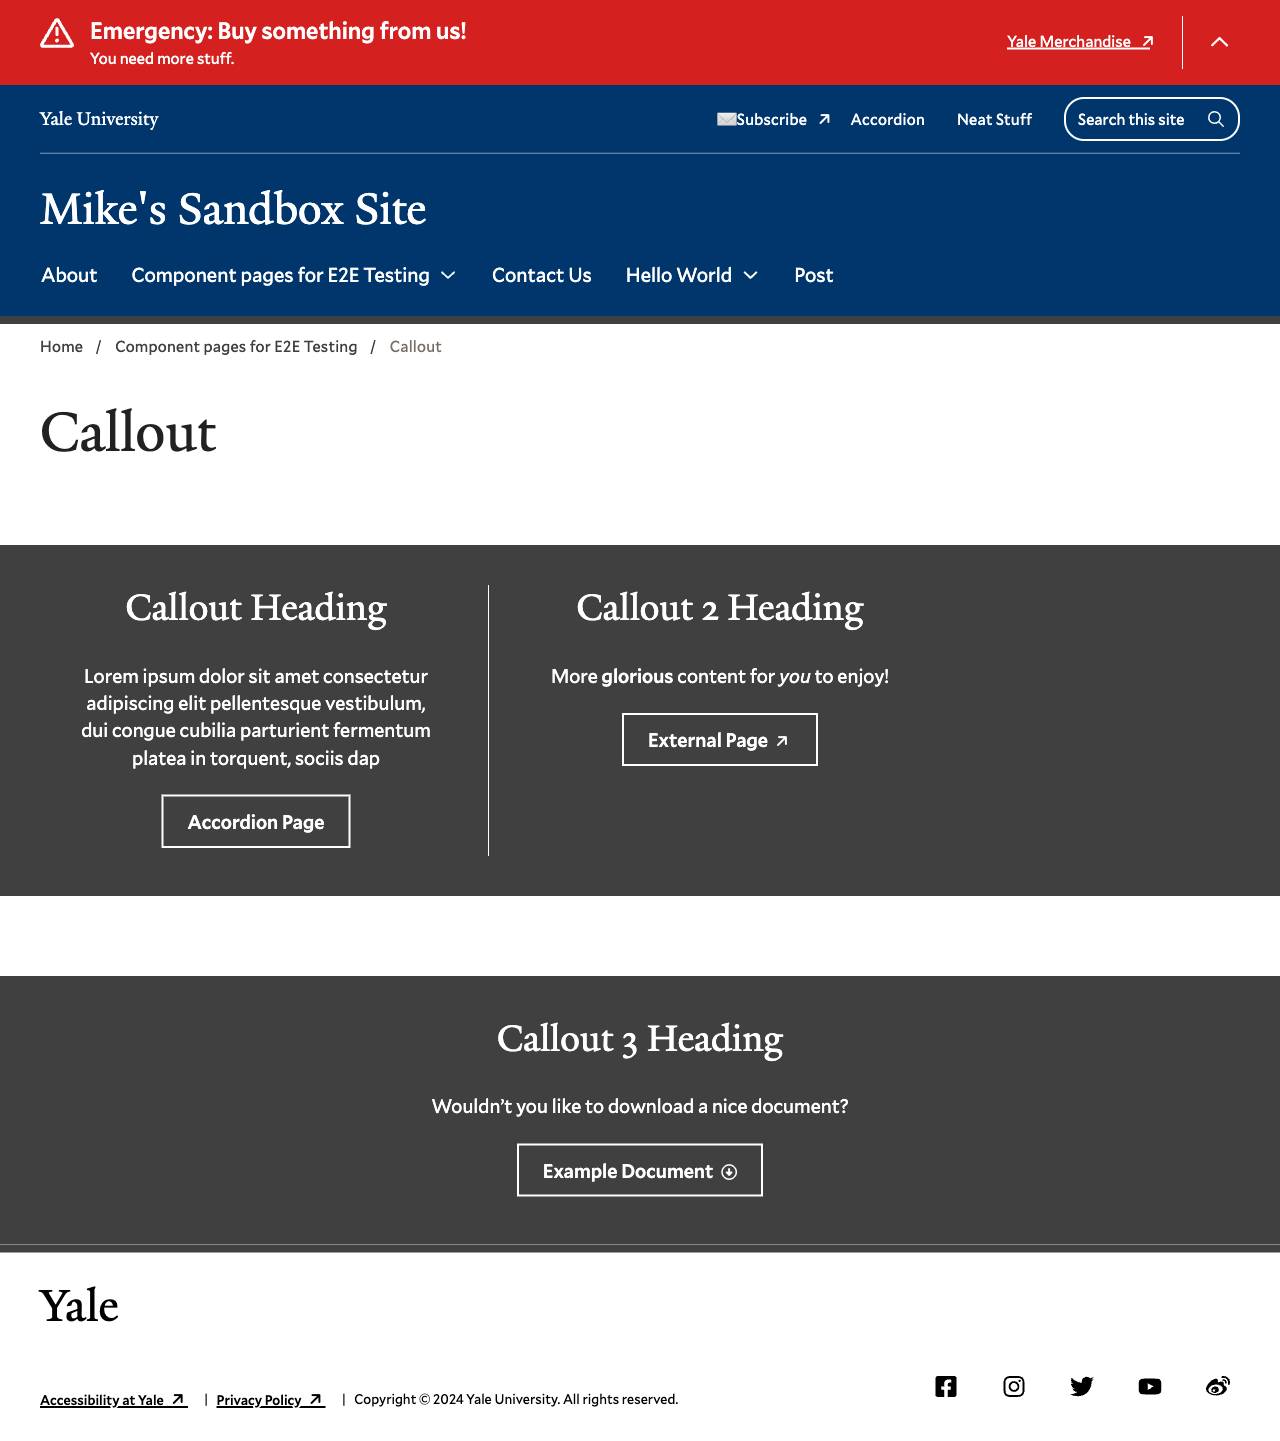 Emergency: Buy something from us!
You need more stuff.
Yale Merchandise
Yale University
Subscribe
Accordion
Neat Stuff
Search this site
Mike's Sandbox Site
About
Component pages for E2E Testing
Contact Us
Hello World
Post
Home / Component pages for E2E Testing / Callout
Callout
Callout Heading
Lorem ipsum dolor sit amet consectetur
adipiscing elit pellentesque vestibulum,
dui congue cubilia parturient fermentum
platea in torquent, sociis dap
Accordion Page
Callout 2 Heading
More glorious content for you to enjoy!
External Page
Callout 3 Heading
Wouldn’t you like to download a nice document?
Example Document
Yale
Accessibility at Yale | Privacy Policy | Copyright © 2024 Yale University. All rights reserved.